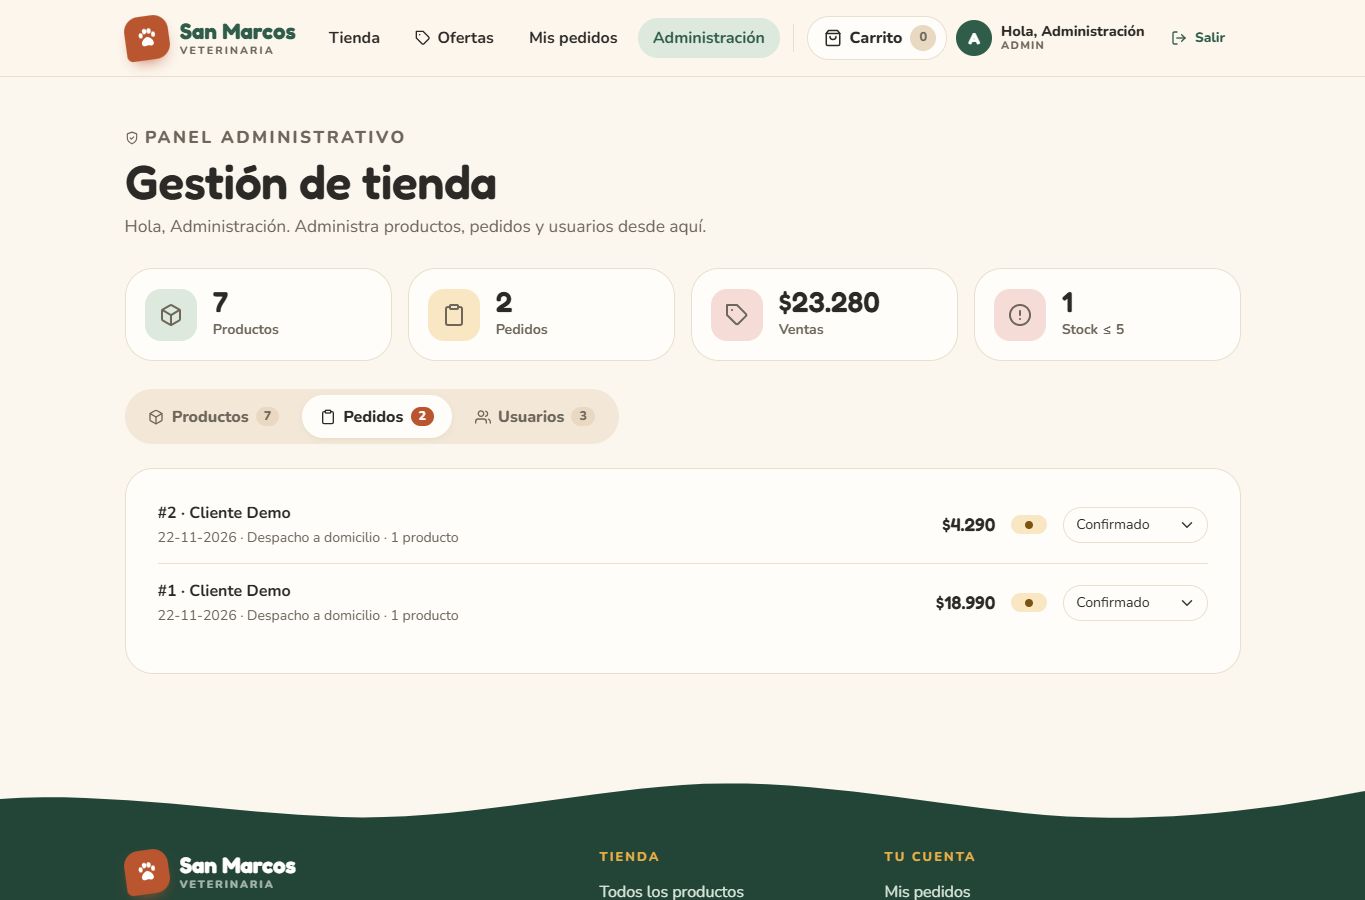 San Marcos
VETERINARIA
Tienda
Ofertas
Mis pedidos
Administración
Carrito 0
A
Hola, Administración
ADMIN
Salir
PANEL ADMINISTRATIVO
Gestión de tienda
Hola, Administración. Administra productos, pedidos y usuarios desde aquí.
7
Productos
2
Pedidos
$23.280
Ventas
1
Stock ≤ 5
Productos 7
Pedidos 2
Usuarios 3
#2 · Cliente Demo
22-11-2026 · Despacho a domicilio · 1 producto
$4.290
Confirmado
#1 · Cliente Demo
22-11-2026 · Despacho a domicilio · 1 producto
$18.990
Confirmado
San Marcos
VETERINARIA
TIENDA
Todos los productos
TU CUENTA
Mis pedidos